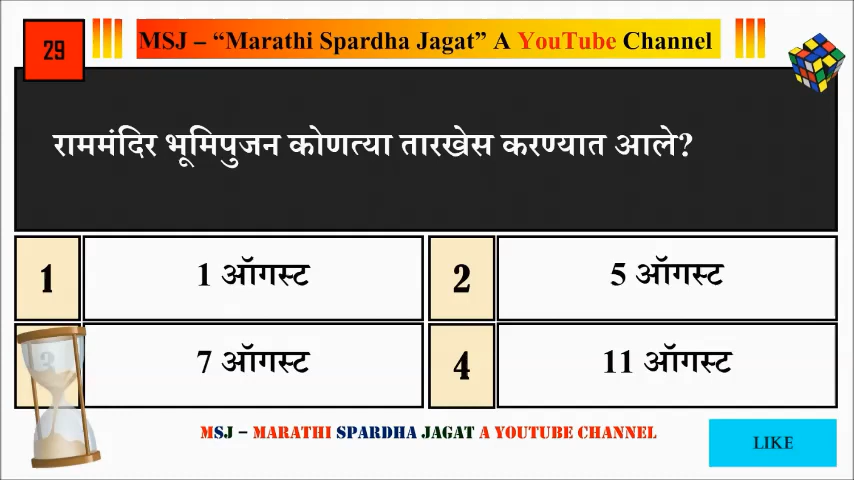 29
MSJ – “Marathi Spardha Jagat” A YouTube Channel
राममंदिर भूमिपुजन कोणत्या तारखेस करण्यात आले?
1
1 ऑगस्ट
2
5 ऑगस्ट
3
7 ऑगस्ट
4
11 ऑगस्ट
MSJ – MARATHI SPARDHA JAGAT A YOUTUBE CHANNEL
LIKE